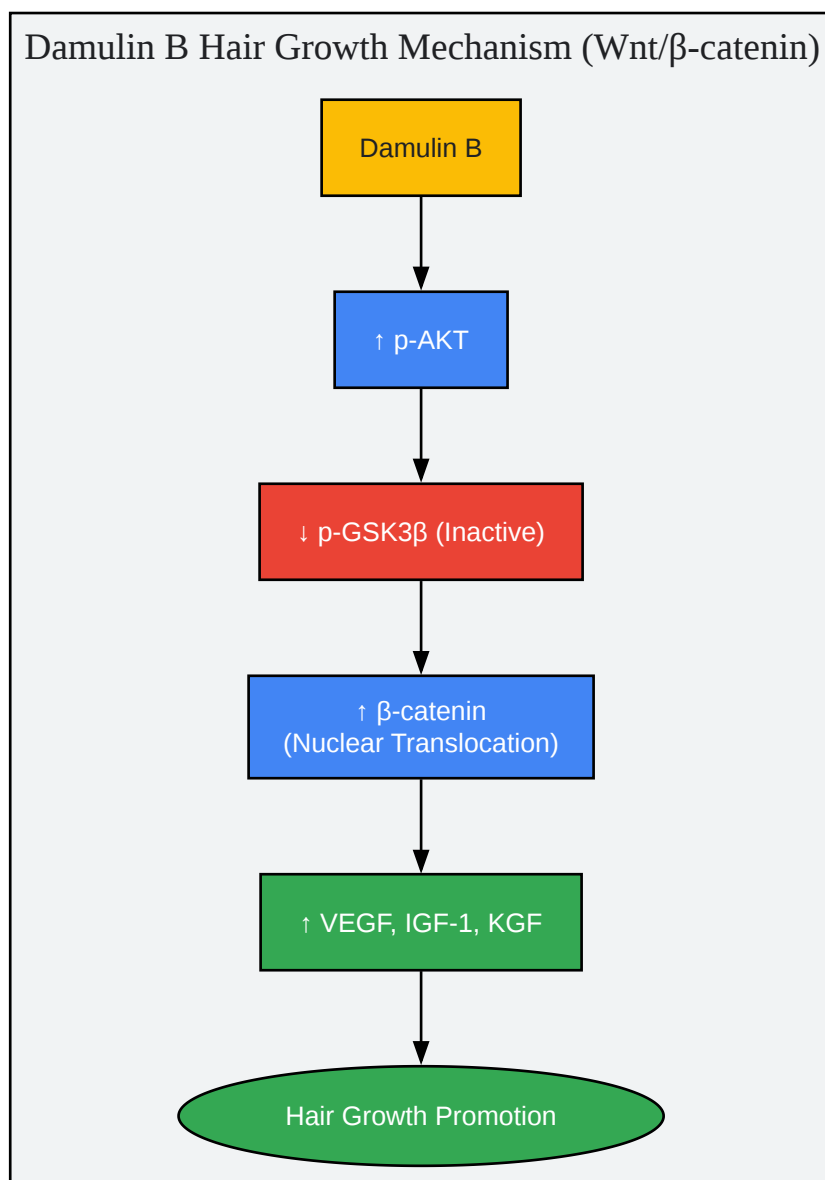 Damulin B Hair Growth Mechanism (Wnt/β-catenin)
Damulin B
↑ p-AKT
↓ p-GSK3β (Inactive)
↑ β-catenin
(Nuclear Translocation)
↑ VEGF, IGF-1, KGF
Hair Growth Promotion